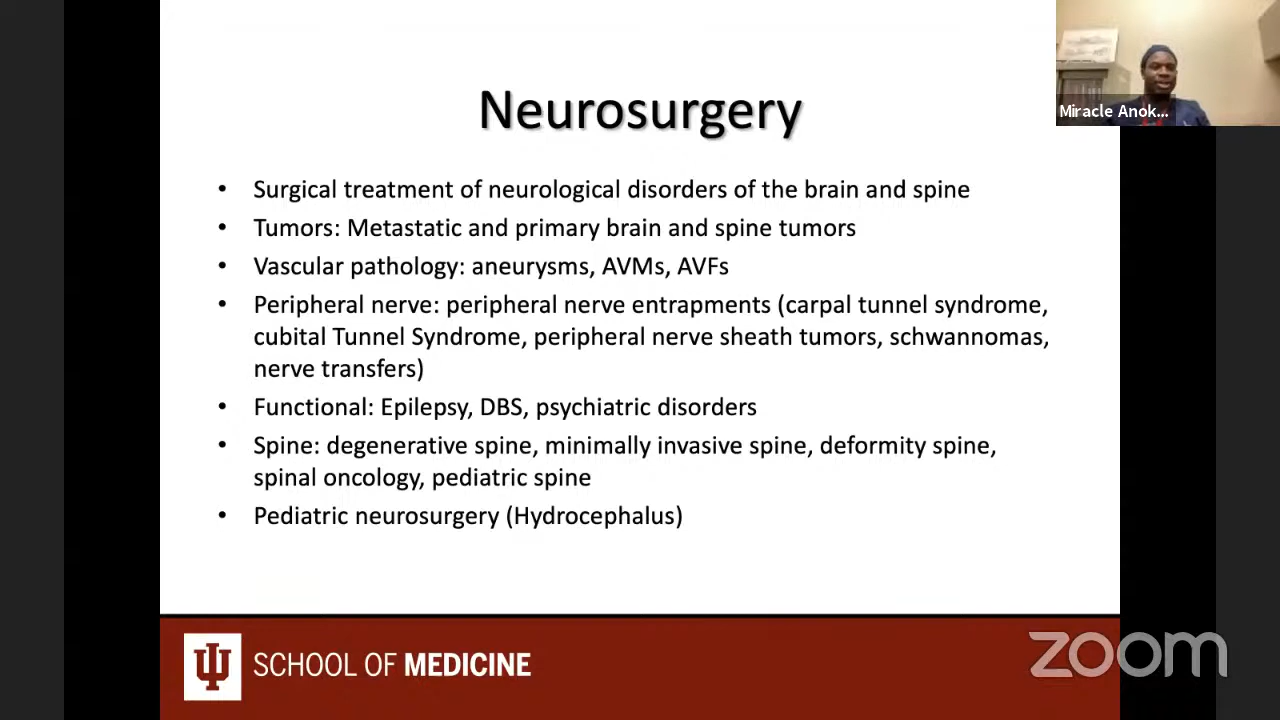 Neurosurgery
• Surgical treatment of neurological disorders of the brain and spine
• Tumors: Metastatic and primary brain and spine tumors
• Vascular pathology: aneurysms, AVMs, AVFs
• Peripheral nerve: peripheral nerve entrapments (carpal tunnel syndrome,
cubital Tunnel Syndrome, peripheral nerve sheath tumors, schwannomas,
nerve transfers)
• Functional: Epilepsy, DBS, psychiatric disorders
• Spine: degenerative spine, minimally invasive spine, deformity spine,
spinal oncology, pediatric spine
• Pediatric neurosurgery (Hydrocephalus)
Miracle Anok...
SCHOOL OF MEDICINE
zoom